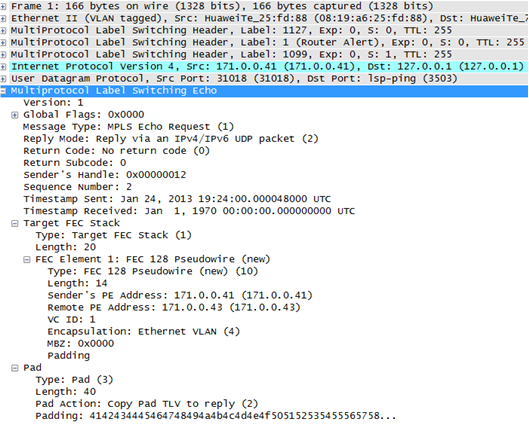 Frame 1: 166 bytes on wire (1328 bits), 166 bytes captured (1328 bits)
Ethernet II (VLAN tagged), Src: HuaweiTe_25:fd:88 (08:19:a6:25:fd:88), Dst: HuaweiTe_
MultiProtocol Label Switching Header, Label: 1127, Exp: 0, S: 0, TTL: 255
MultiProtocol Label Switching Header, Label: 1 (Router Alert), Exp: 0, S: 0, TTL: 255
MultiProtocol Label Switching Header, Label: 1099, Exp: 0, S: 1, TTL: 255
Internet Protocol Version 4, Src: 171.0.0.41 (171.0.0.41), Dst: 127.0.0.1 (127.0.0.1)
User Datagram Protocol, Src Port: 31018 (31018), Dst Port: lsp-ping (3503)
Multiprotocol Label Switching Echo
Version: 1
Global Flags: 0x0000
Message Type: MPLS Echo Request (1)
Reply Mode: Reply via an IPv4/IPv6 UDP packet (2)
Return Code: No return code (0)
Return Subcode: 0
Sender's Handle: 0x00000012
Sequence Number: 2
Timestamp Sent: Jan 24, 2013 19:24:00.000048000 UTC
Timestamp Received: Jan  1, 1970 00:00:00.000000000 UTC
Target FEC Stack
Type: Target FEC Stack (1)
Length: 20
FEC Element 1: FEC 128 Pseudowire (new)
Type: FEC 128 Pseudowire (new) (10)
Length: 14
Sender's PE Address: 171.0.0.41 (171.0.0.41)
Remote PE Address: 171.0.0.43 (171.0.0.43)
VC ID: 1
Encapsulation: Ethernet VLAN (4)
MBZ: 0x0000
Padding
Pad
Type: Pad (3)
Length: 40
Pad Action: Copy Pad TLV to reply (2)
Padding: 4142434445464748494a4b4c4d4e4f505152535455565758...